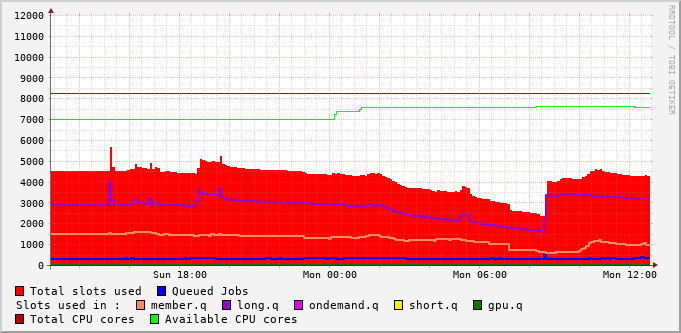 12000
11000
10000
9000
8000
7000
6000
5000
4000
3000
2000
1000
0
Sun 18:00 Mon 00:00 Mon 06:00 Mon 12:00
RRDTOOL / TOBI OETIKER
Total slots used Queued Jobs
Slots used in : member.q long.q ondemand.q short.q gpu.q
Total CPU cores Available CPU cores